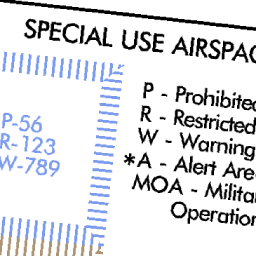 SPECIAL USE AIRSPAC
P-56
R-123
W-789
P - Prohibited
R - Restricted
W - Warning
*A - Alert Are
MOA - Milita
Operation